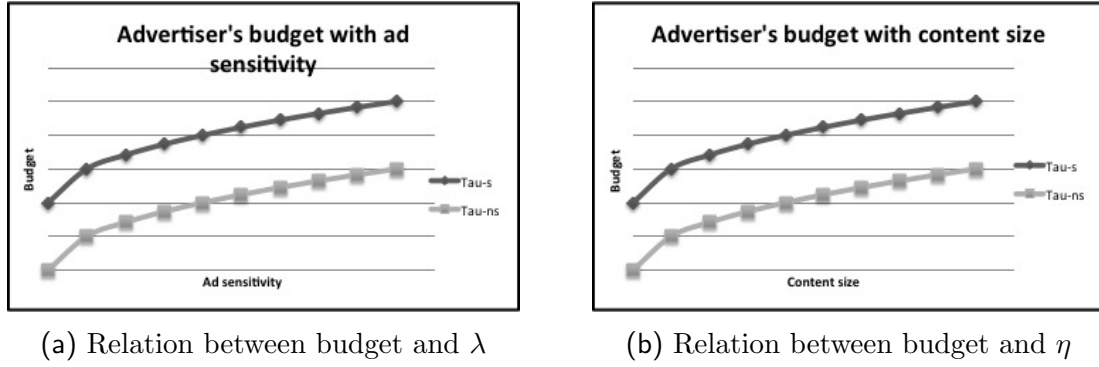 Advertiser's budget with ad
sensitivity
Budget
Tau-s
Tau-ns
Ad sensitivity
(a) Relation between budget and λ
Advertiser's budget with content size
Budget
Tau-s
Tau-ns
Content size
(b) Relation between budget and η